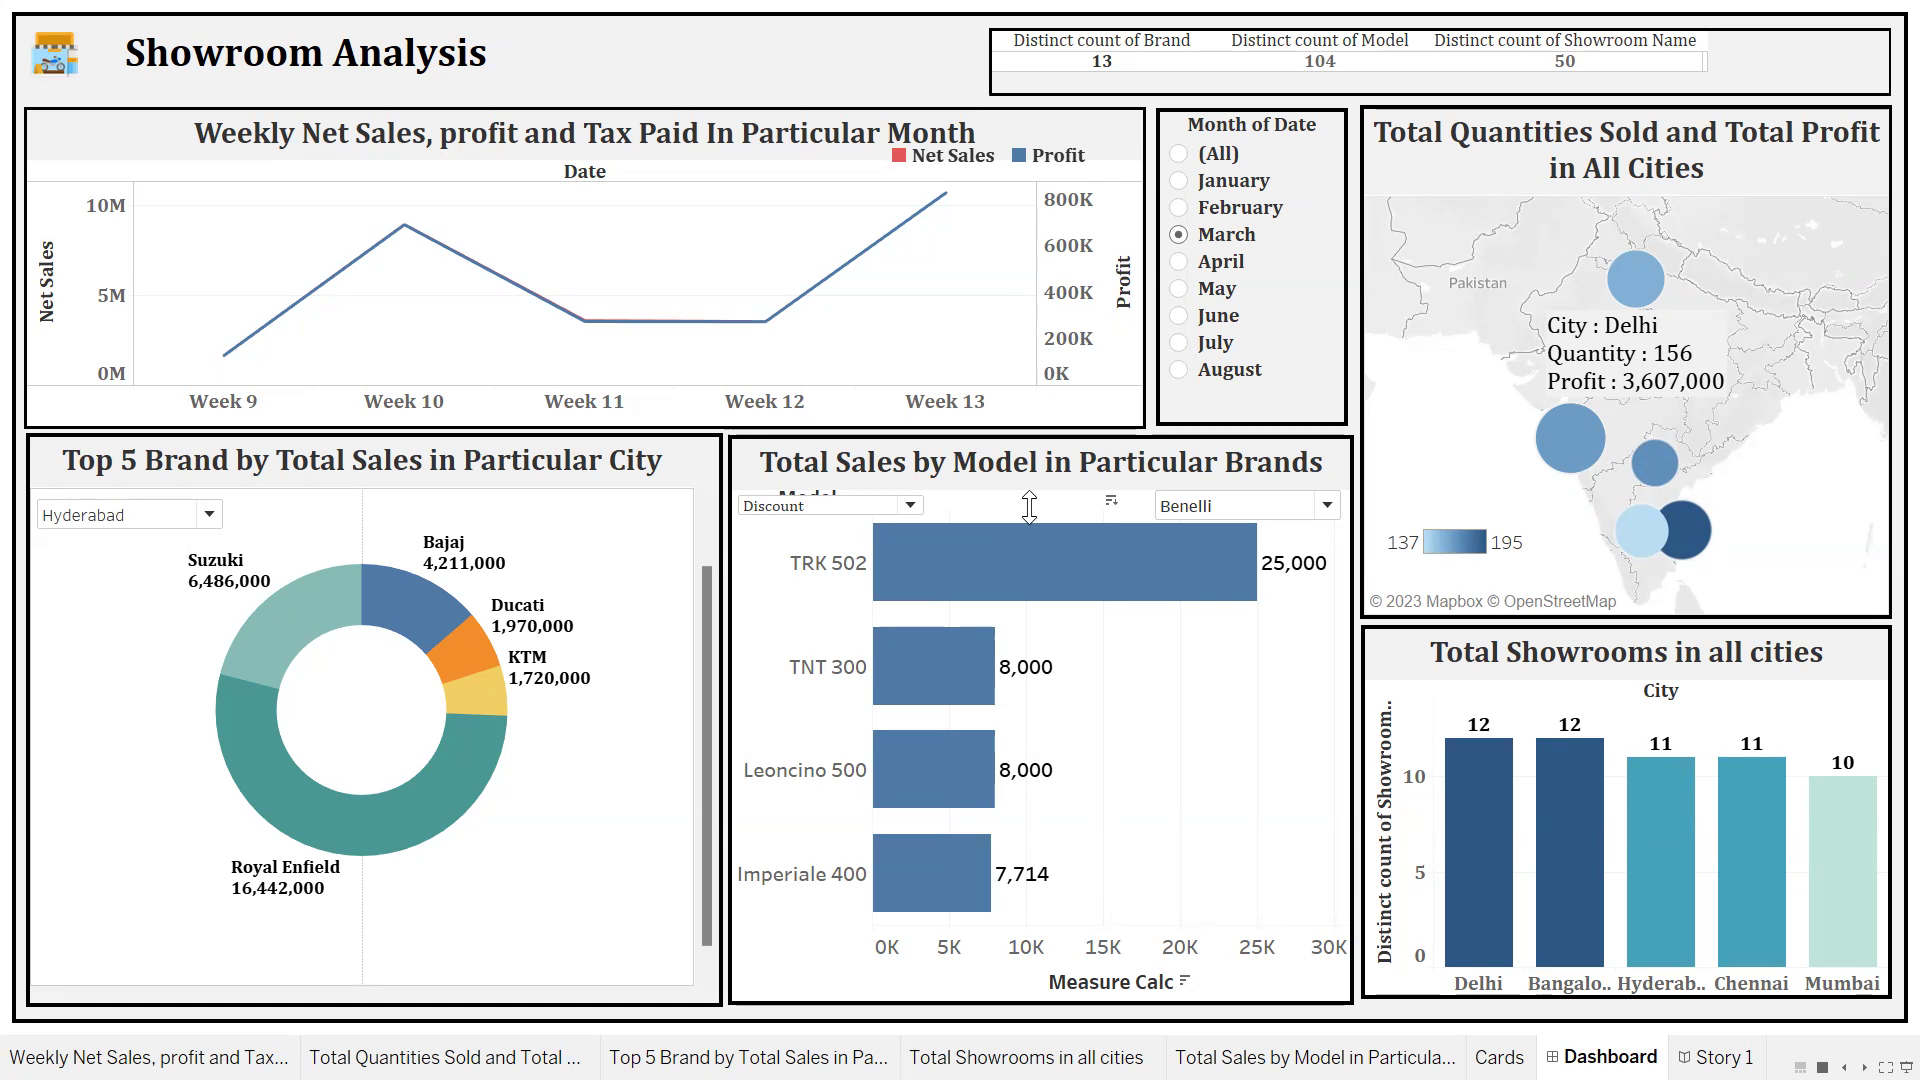 Showroom Analysis
Distinct count of Brand Distinct count of Model Distinct count of Showroom Name
13 104 50
Weekly Net Sales, profit and Tax Paid In Particular Month
Net Sales Profit
Date
Net Sales
10M
5M
0M
800K
600K
400K
200K
0K
Profit
Week 9 Week 10 Week 11 Week 12 Week 13
Month of Date
(All)
January
February
March
April
May
June
July
August
Total Quantities Sold and Total Profit
in All Cities
Pakistan
City : Delhi
Quantity : 156
Profit : 3,607,000
137 195
© 2023 Mapbox © OpenStreetMap
Top 5 Brand by Total Sales in Particular City
Hyderabad
Suzuki
6,486,000
Bajaj
4,211,000
Ducati
1,970,000
KTM
1,720,000
Royal Enfield
16,442,000
Total Sales by Model in Particular Brands
Model
Discount
Benelli
TRK 502 25,000
TNT 300 8,000
Leoncino 500 8,000
Imperiale 400 7,714
0K 5K 10K 15K 20K 25K 30K
Measure Calc
Total Showrooms in all cities
City
Distinct count of Showroom..
10
5
0
12 12 11 11 10
Delhi Bangalo.. Hyderab.. Chennai Mumbai
Weekly Net Sales, profit and Tax... Total Quantities Sold and Total ... Top 5 Brand by Total Sales in Pa... Total Showrooms in all cities Total Sales by Model in Particula... Cards Dashboard Story 1